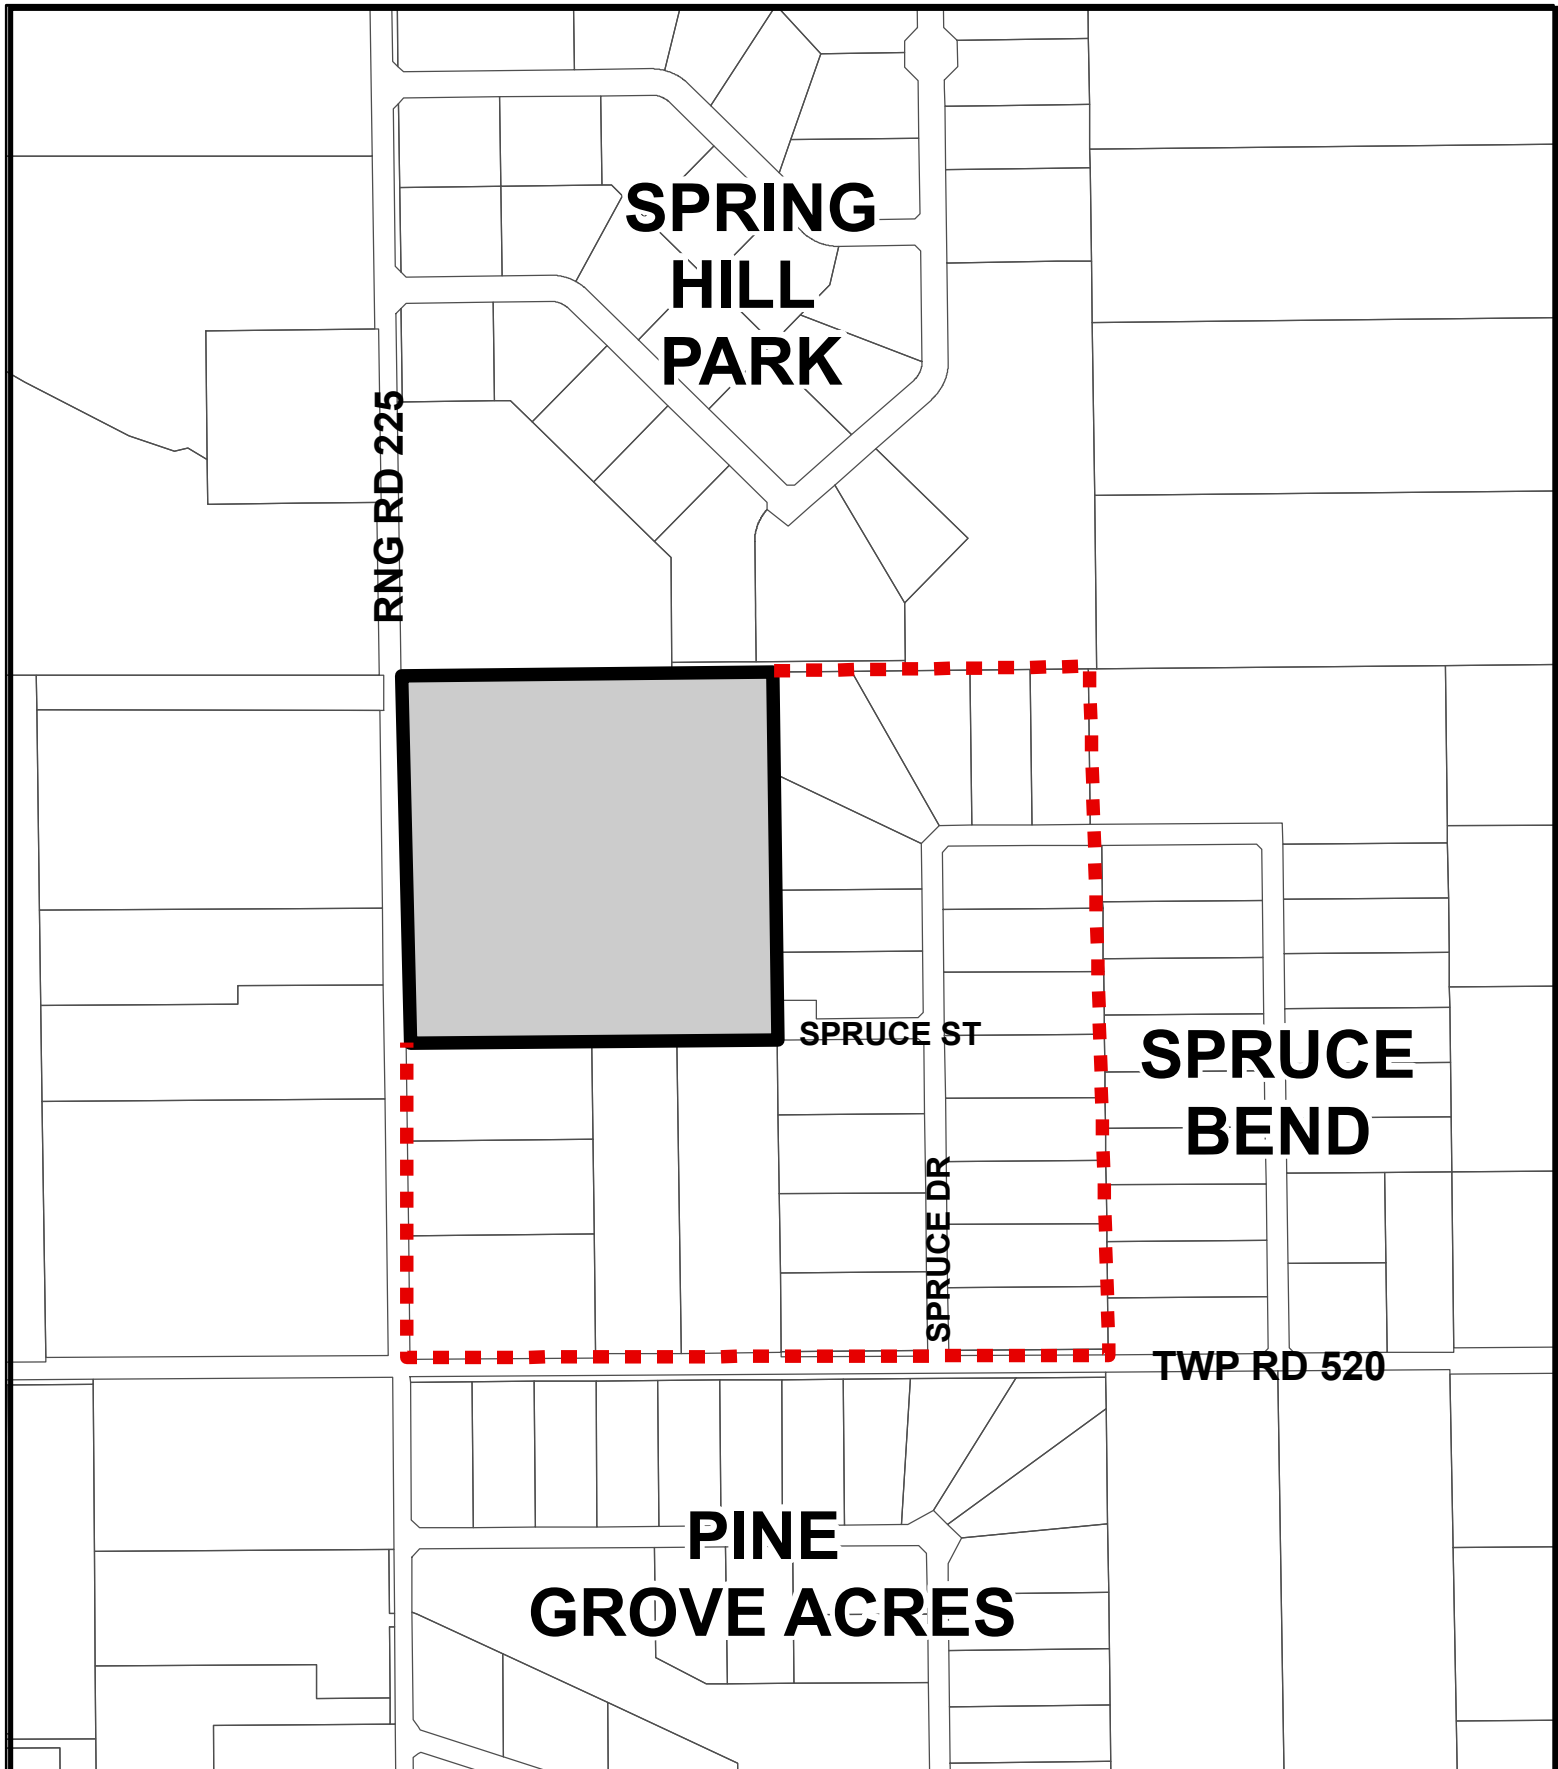 SPRING
HILL
PARK
RNG RD 225
SPRUCE ST
SPRUCE
BEND
SPRUCE DR
TWP RD 520
PINE
GROVE ACRES